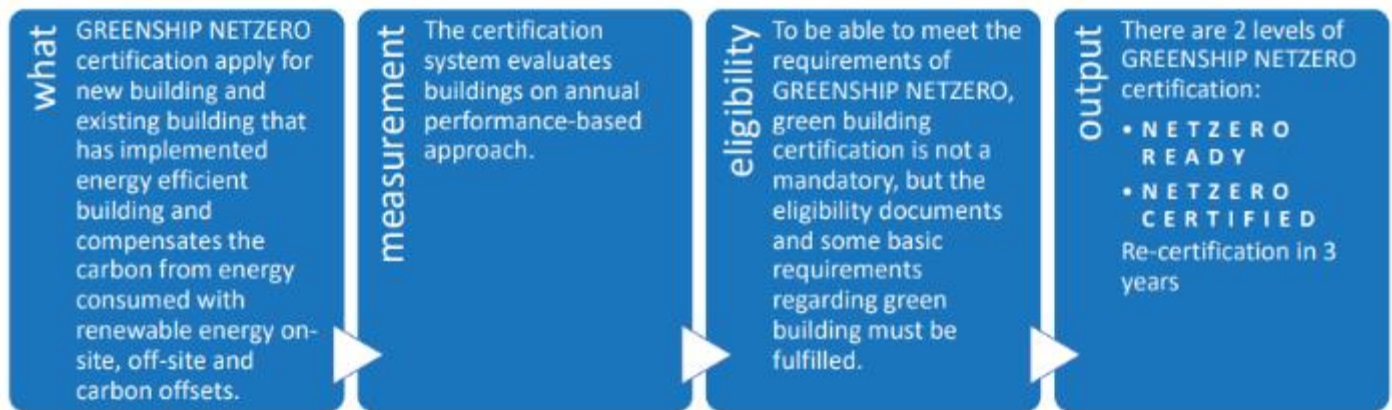 what
GREENSHIP NETZERO
certification apply for
new building and
existing building that
has implemented
energy efficient
building and
compensates the
carbon from energy
consumed with
renewable energy on-
site, off-site and
carbon offsets.
measurement
The certification
system evaluates
buildings on annual
performance-based
approach.
eligibility
To be able to meet the
requirements of
GREENSHIP NETZERO,
green building
certification is not a
mandatory, but the
eligibility documents
and some basic
requirements
regarding green
building must be
fulfilled.
output
There are 2 levels of
GREENSHIP NETZERO
certification:
• NETZERO
READY
• NETZERO
CERTIFIED
Re-certification in 3
years